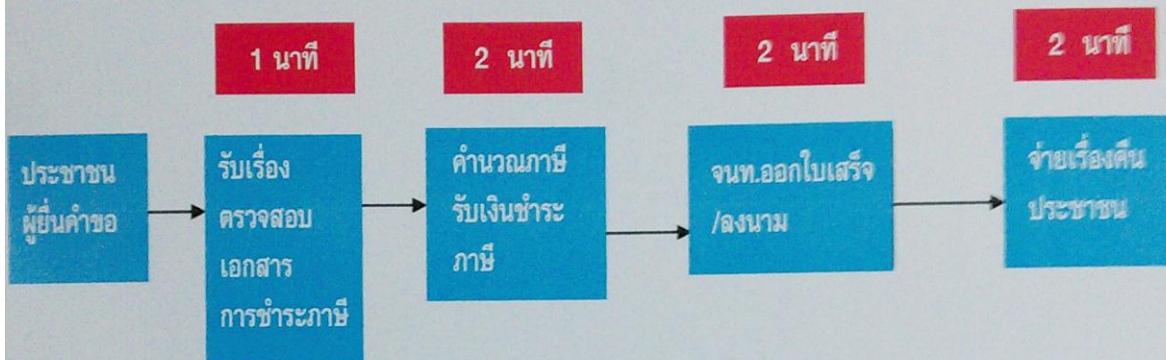 1 นาที
2 นาที
2 นาที
2 นาที
ประชาชน
ผู้ยื่นคำขอ
รับเรื่อง
ตรวจสอบ
เอกสาร
การชำระภาษี
คำนวณภาษี
รับเงินชำระ
ภาษี
จนท.ออกใบเสร็จ
/ลงนาม
จ่ายเรื่องคืน
ประชาชน